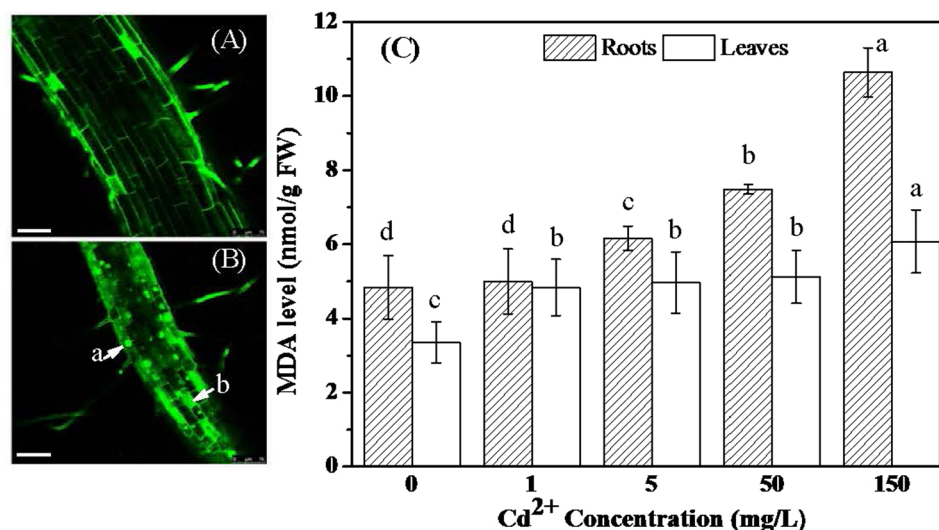 (A)
(B)
a
b
(C)
Roots
Leaves
MDA level (nmol/g FW)
12
10
8
6
4
2
0
d
c
d
b
c
b
b
b
a
a
0
1
5
50
150
Cd²⁺ Concentration (mg/L)